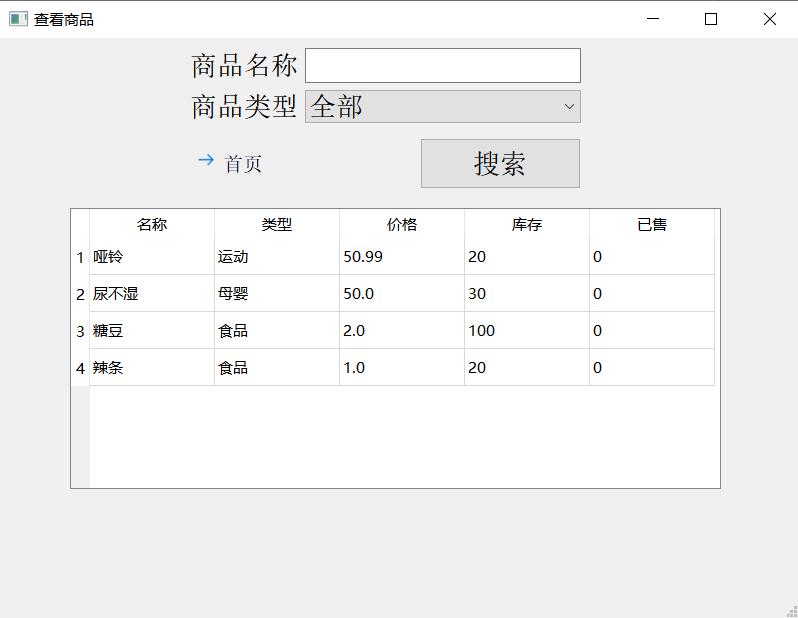 查看商品
商品名称
商品类型 全部
首页 搜索
名称 类型 价格 库存 已售
1 哑铃 运动 50.99 20 0
2 尿不湿 母婴 50.0 30 0
3 糖豆 食品 2.0 100 0
4 辣条 食品 1.0 20 0